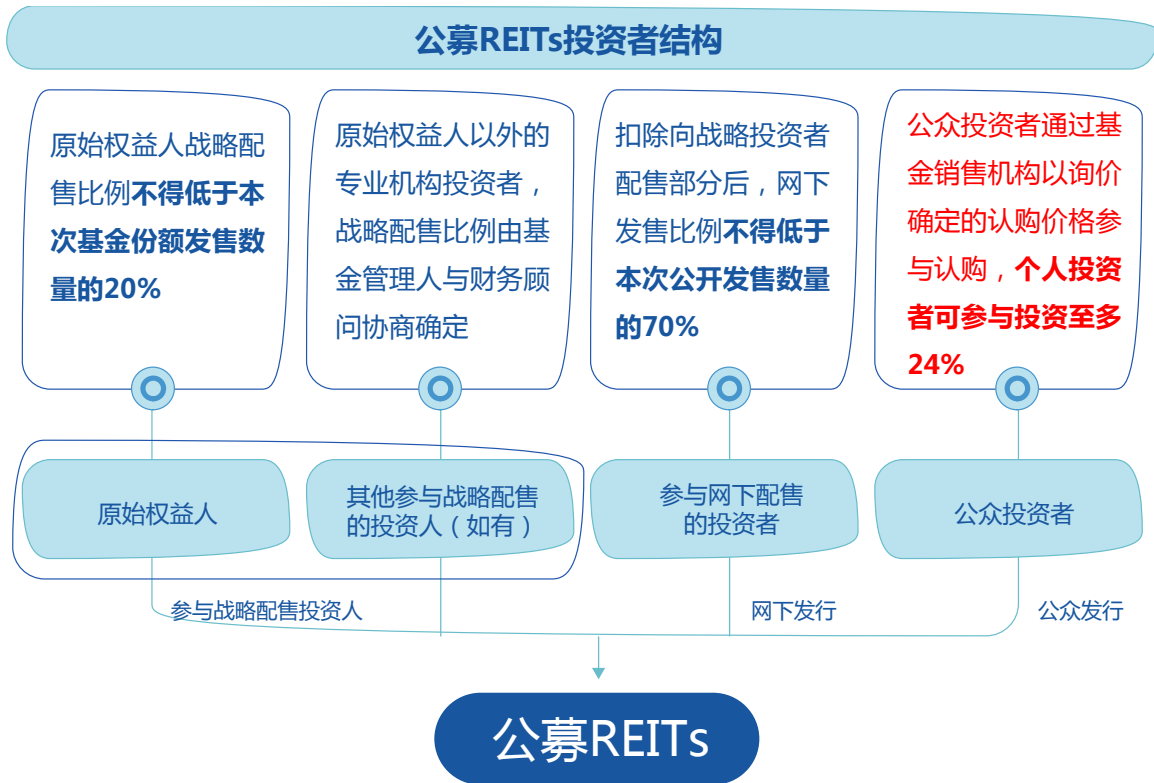 公募REITs投资者结构
原始权益人战略配
售比例不得低于本
次基金份额发售数
量的20%
原始权益人以外的
专业机构投资者，
战略配售比例由基
金管理人与财务顾
问协商确定
扣除向战略投资者
配售部分后，网下
发售比例不得低于
本次公开发售数量
的70%
公众投资者通过基
金销售机构以询价
确定的认购价格参
与认购，个人投资
者可参与投资至多
24%
原始权益人
其他参与战略配售
的投资人（如有）
参与网下配售
的投资者
公众投资者
参与战略配售投资人
网下发行
公众发行
公募REITs